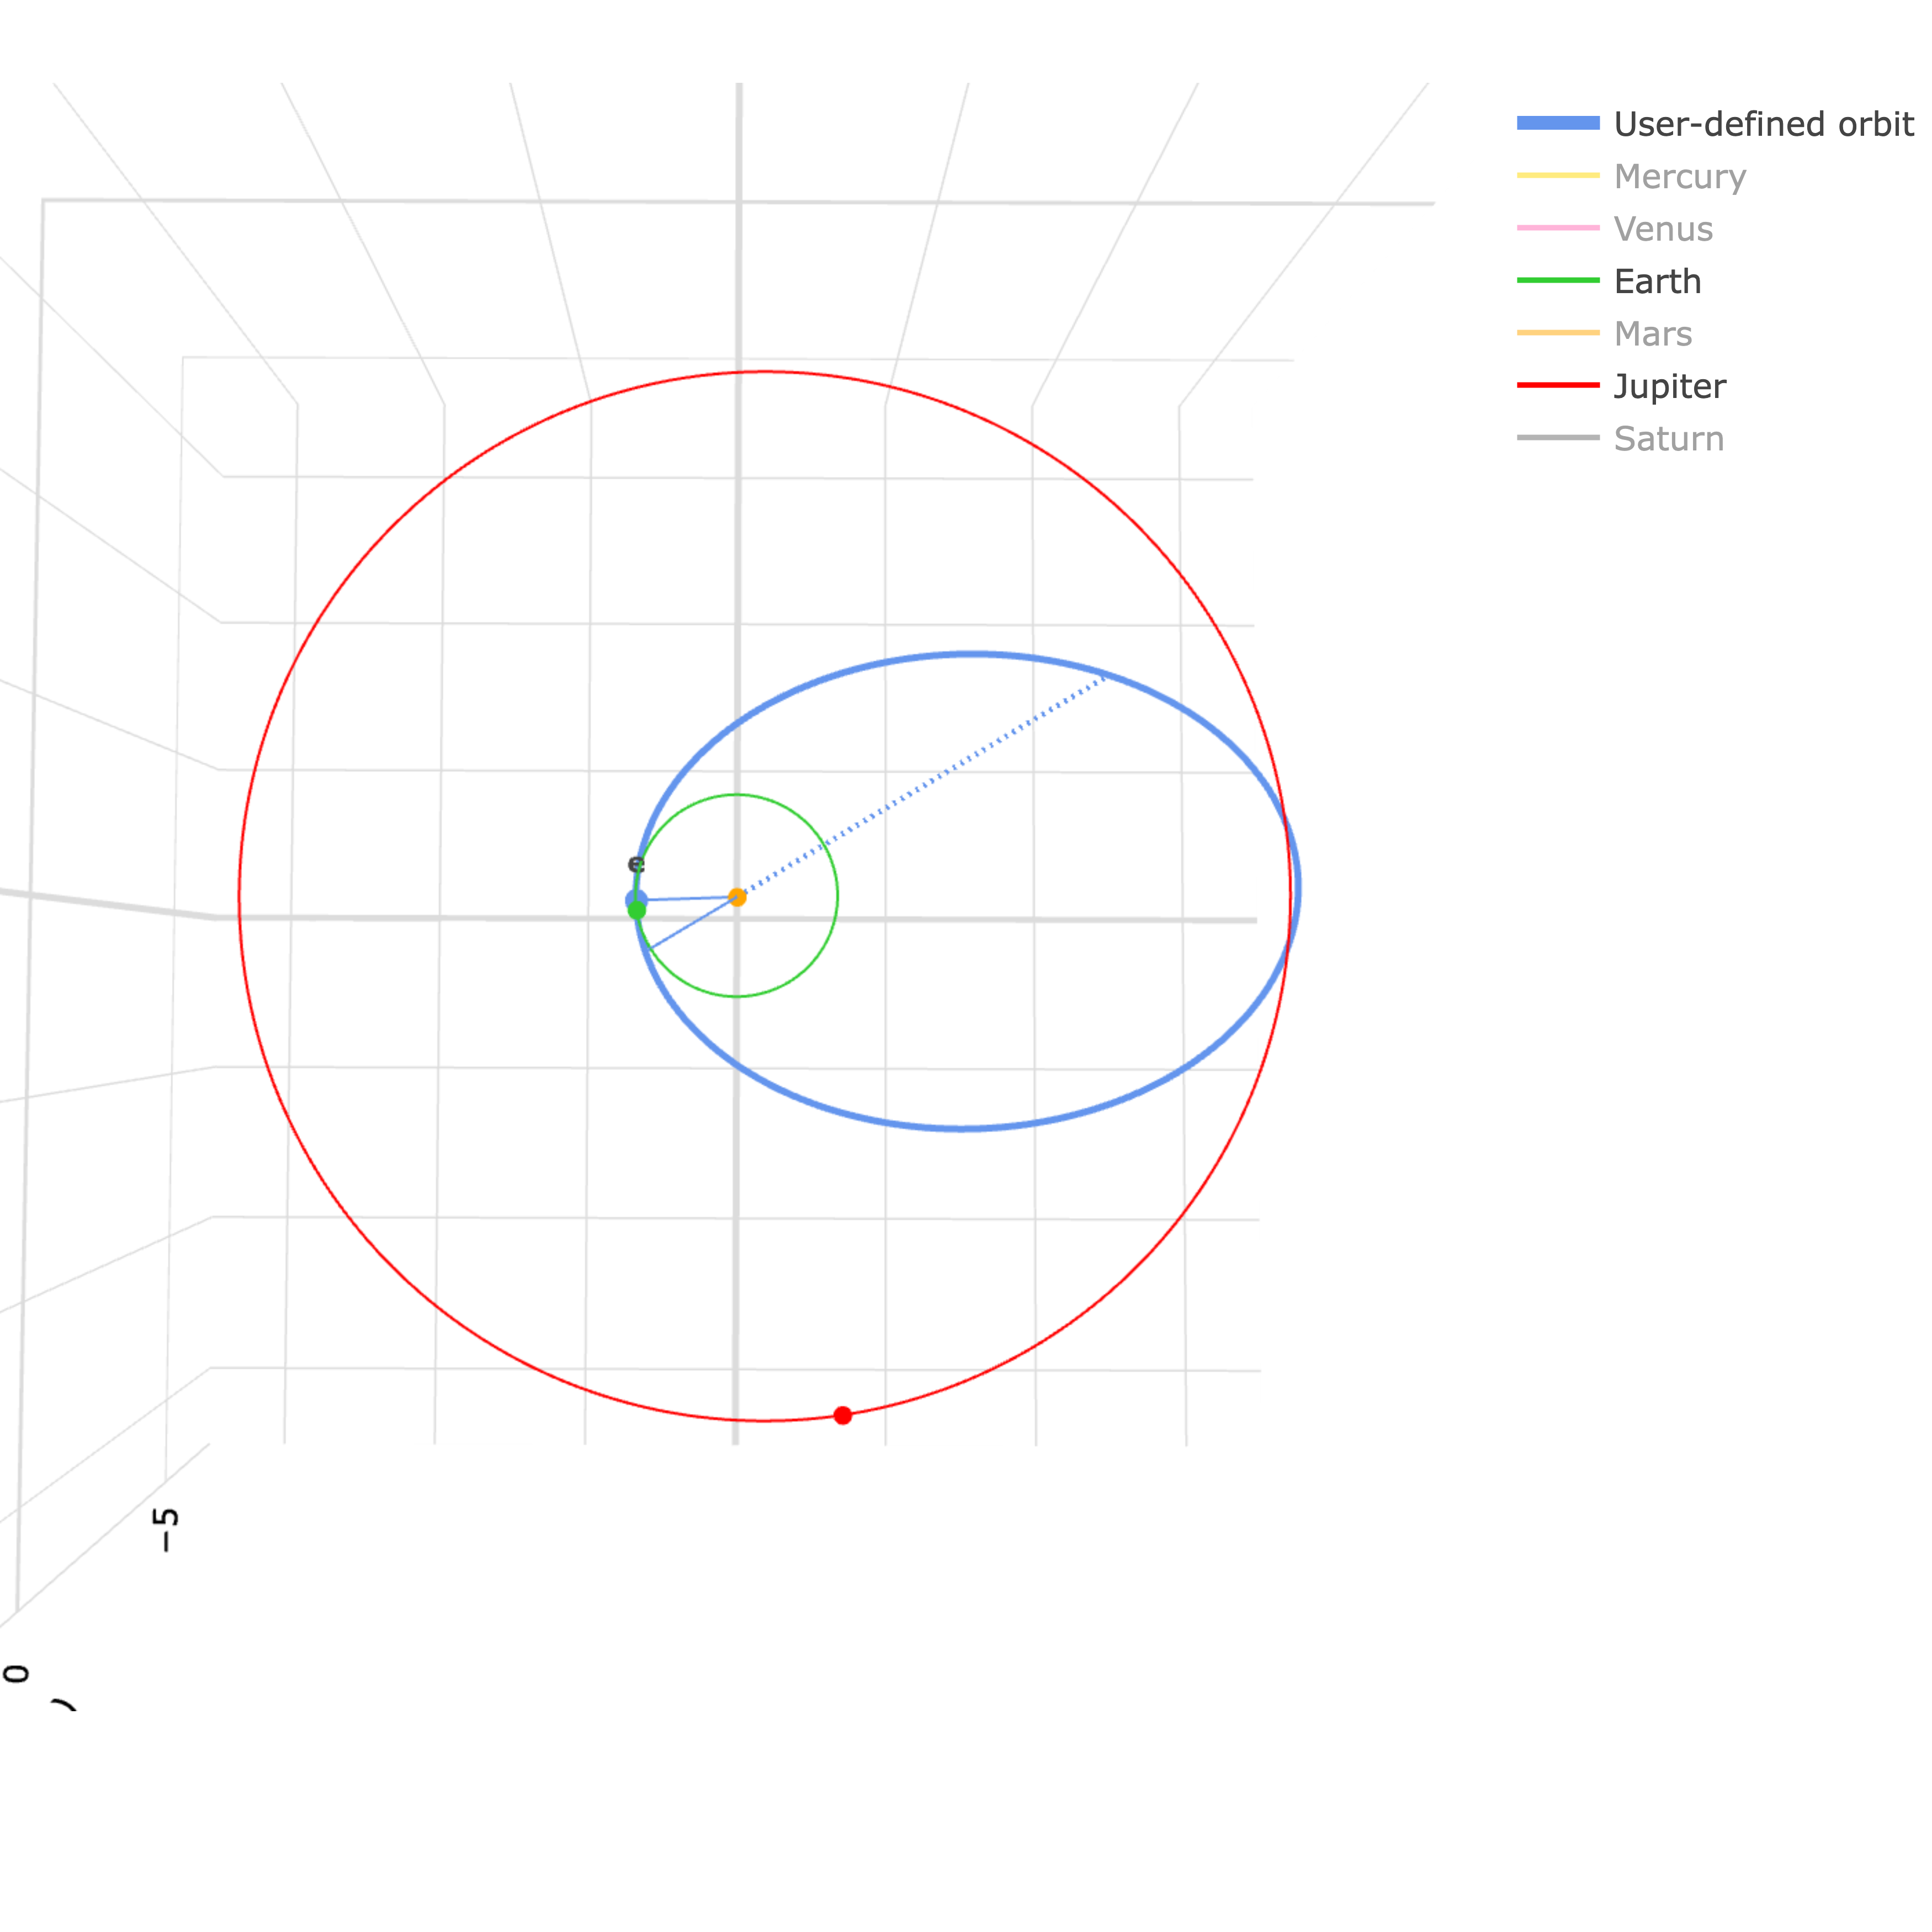 User-defined orbit
Mercury
Venus
Earth
Mars
Jupiter
Saturn
e
−5
0
)